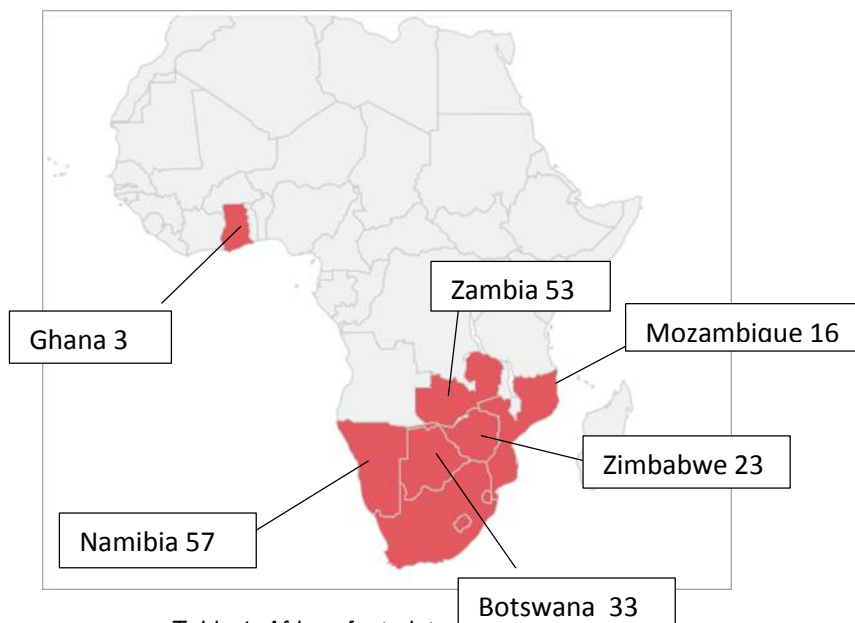 Zambia 53
Mozambique 16
Ghana 3
Zimbabwe 23
Namibia 57
Botswana 33